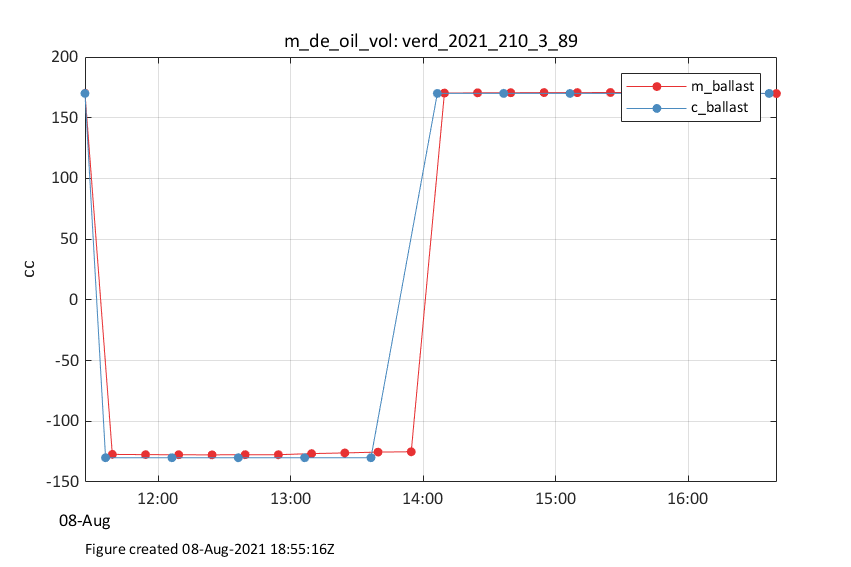 m_de_oil_vol: verd_2021_210_3_89
200
150
100
50
0
-50
-100
-150
cc
m_ballast
c_ballast
12:00 13:00 14:00 15:00 16:00
08-Aug
Figure created 08-Aug-2021 18:55:16Z